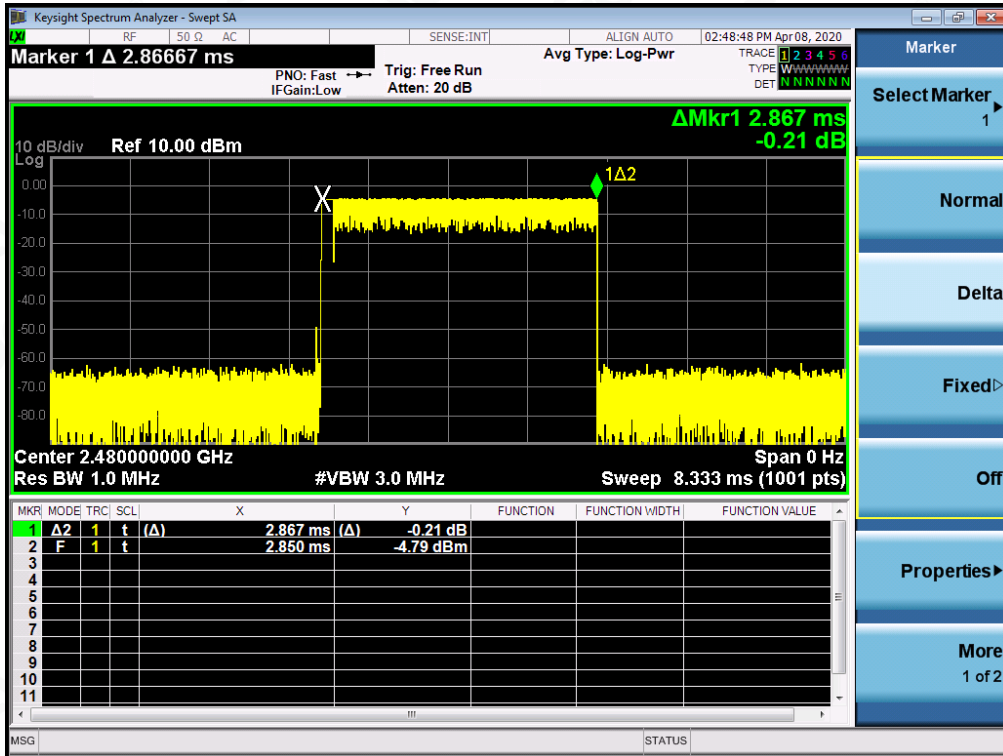 Keysight Spectrum Analyzer - Swept SA
LXI RF 50 Ω AC SENSE:INT ALIGN AUTO 02:48:48 PM Apr 08, 2020
Marker 1 Δ 2.86667 ms
PNO: Fast
IFGain:Low
Trig: Free Run
Atten: 20 dB
Avg Type: Log-Pwr
TRACE 1 2 3 4 5 6
TYPE WWWWWW
DET N N N N N N
ΔMkr1 2.867 ms
-0.21 dB
10 dB/div Ref 10.00 dBm
Log
1Δ2
0.00
-10.0
-20.0
-30.0
-40.0
-50.0
-60.0
-70.0
-80.0
Center 2.480000000 GHz Span 0 Hz
Res BW 1.0 MHz #VBW 3.0 MHz Sweep 8.333 ms (1001 pts)
MKR MODE TRC SCL X Y FUNCTION FUNCTION WIDTH FUNCTION VALUE
1 Δ2 1 t (Δ) 2.867 ms (Δ) -0.21 dB
2 F 1 t 2.850 ms -4.79 dBm
3
4
5
6
7
8
9
10
11
MSG STATUS
Marker
Select Marker
1
Normal
Delta
Fixed
Off
Properties
More
1 of 2